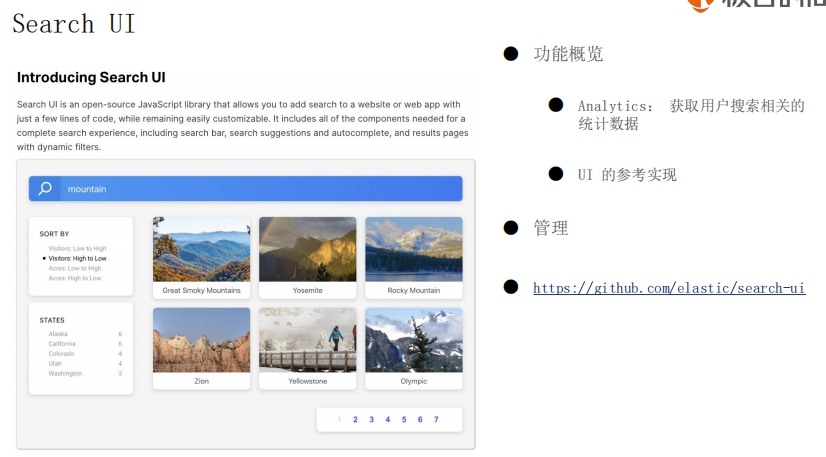 Search UI
Introducing Search UI
Search UI is an open-source JavaScript library that allows you to add search to a website or web app with
just a few lines of code, while remaining easily customizable. It includes all of the components needed for a
complete search experience, including search bar, search suggestions and autocomplete, and results pages
with dynamic filters.
mountain
SORT BY
Visitors: Low to High
Visitors: High to Low
Acres: Low to High
Acres: High to Low
STATES
Alaska 6
California 6
Colorado 4
Utah 4
Washington 3
Great Smoky Mountains
Yosemite
Rocky Mountain
Zion
Yellowstone
Olympic
1 2 3 4 5 6 7
● 功能概览
● Analytics: 获取用户搜索相关的
统计数据
● UI 的参考实现
● 管理
● https://github.com/elastic/search-ui